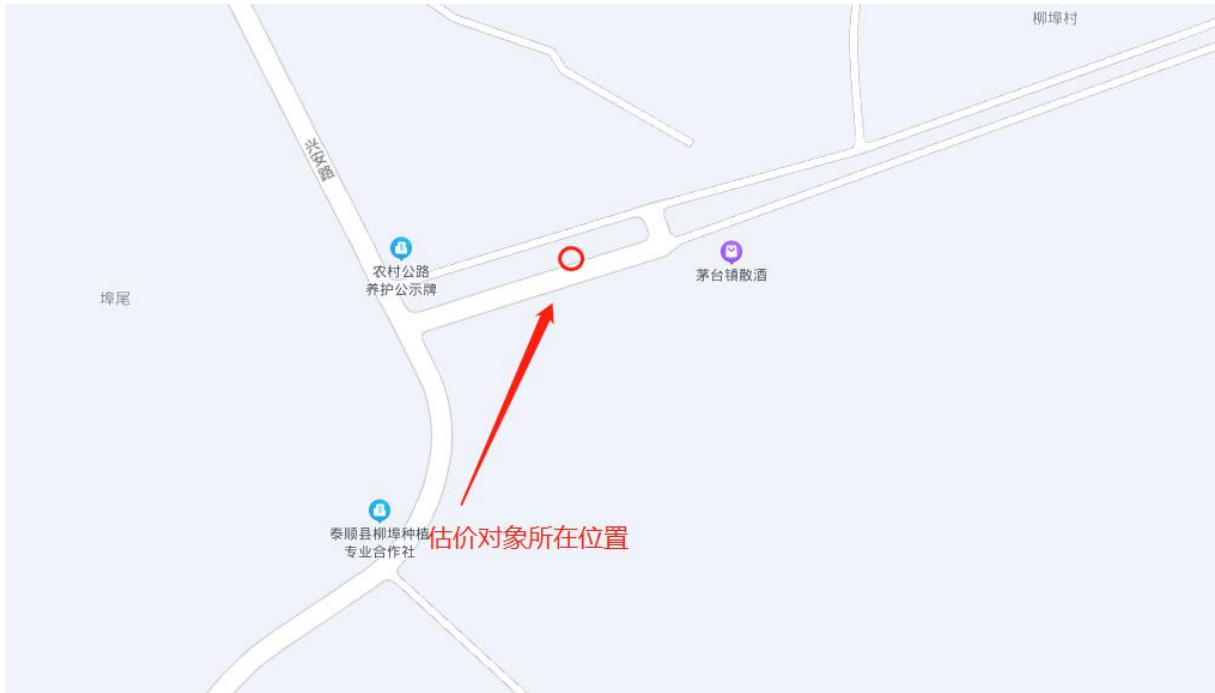 柳埠村
兴安路
农村公路
养护公示牌
茅台镇散酒
埠尾
泰顺县柳埠种植
专业合作社
估价对象所在位置